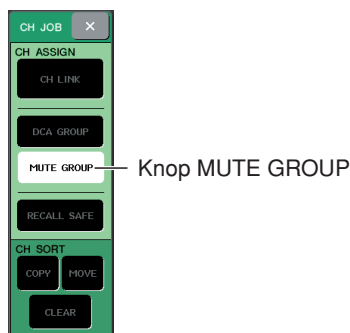 CH JOB ×
CH ASSIGN
CH LINK
DCA GROUP
MUTE GROUP
Knop MUTE GROUP
RECALL SAFE
CH SORT
COPY MOVE
CLEAR